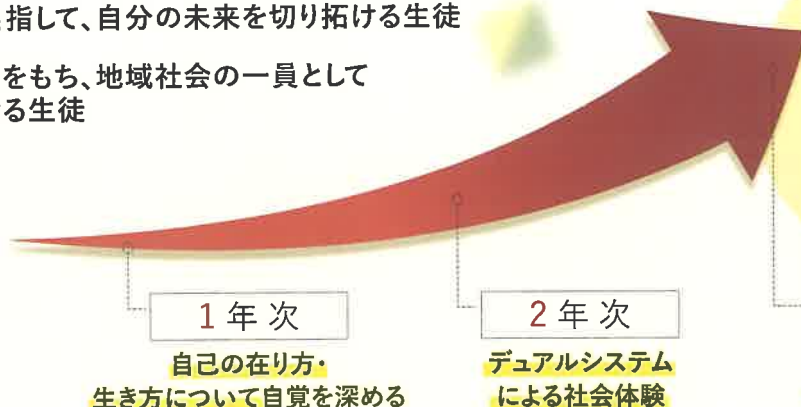 指して、自分の未来を切り拓ける生徒
をもち、地域社会の一員として
る生徒
1年次
2年次
自己の在り方・
生き方について自覚を深める
デュアルシステム
による社会体験